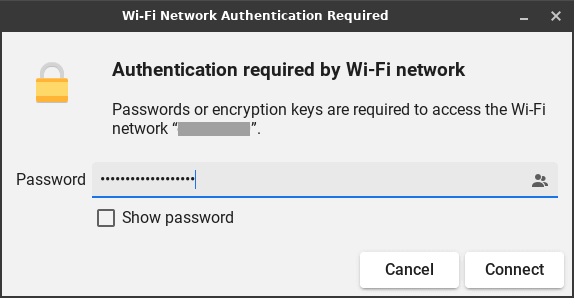 Wi-Fi Network Authentication Required
Authentication required by Wi-Fi network
Passwords or encryption keys are required to access the Wi-Fi
network “ ”.
Password •••••••••••••••••••
Show password
Cancel Connect